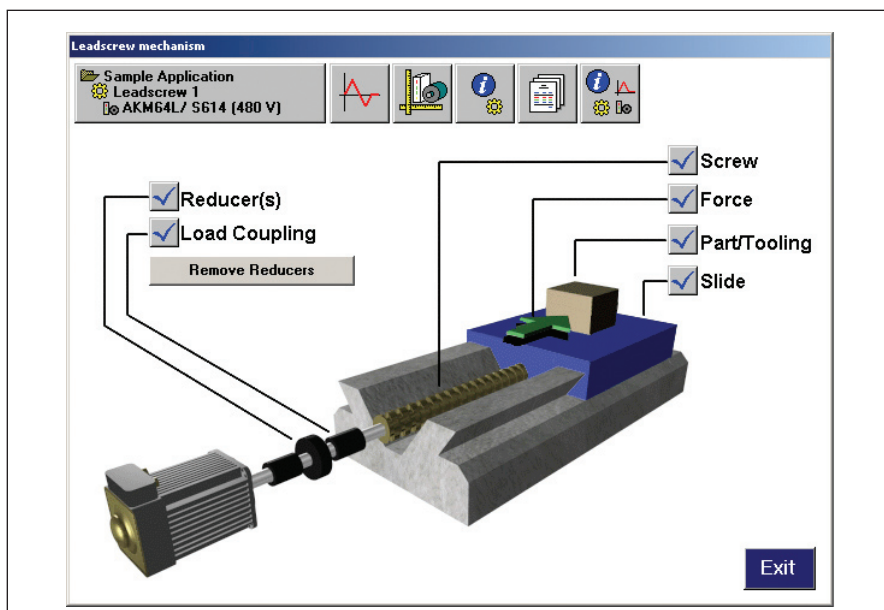 Leadscrew mechanism
Sample Application
Leadscrew 1
AKM64L/ S614 (480 V)
Screw
Reducer(s)
Force
Load Coupling
Part/Tooling
Remove Reducers
Slide
Exit